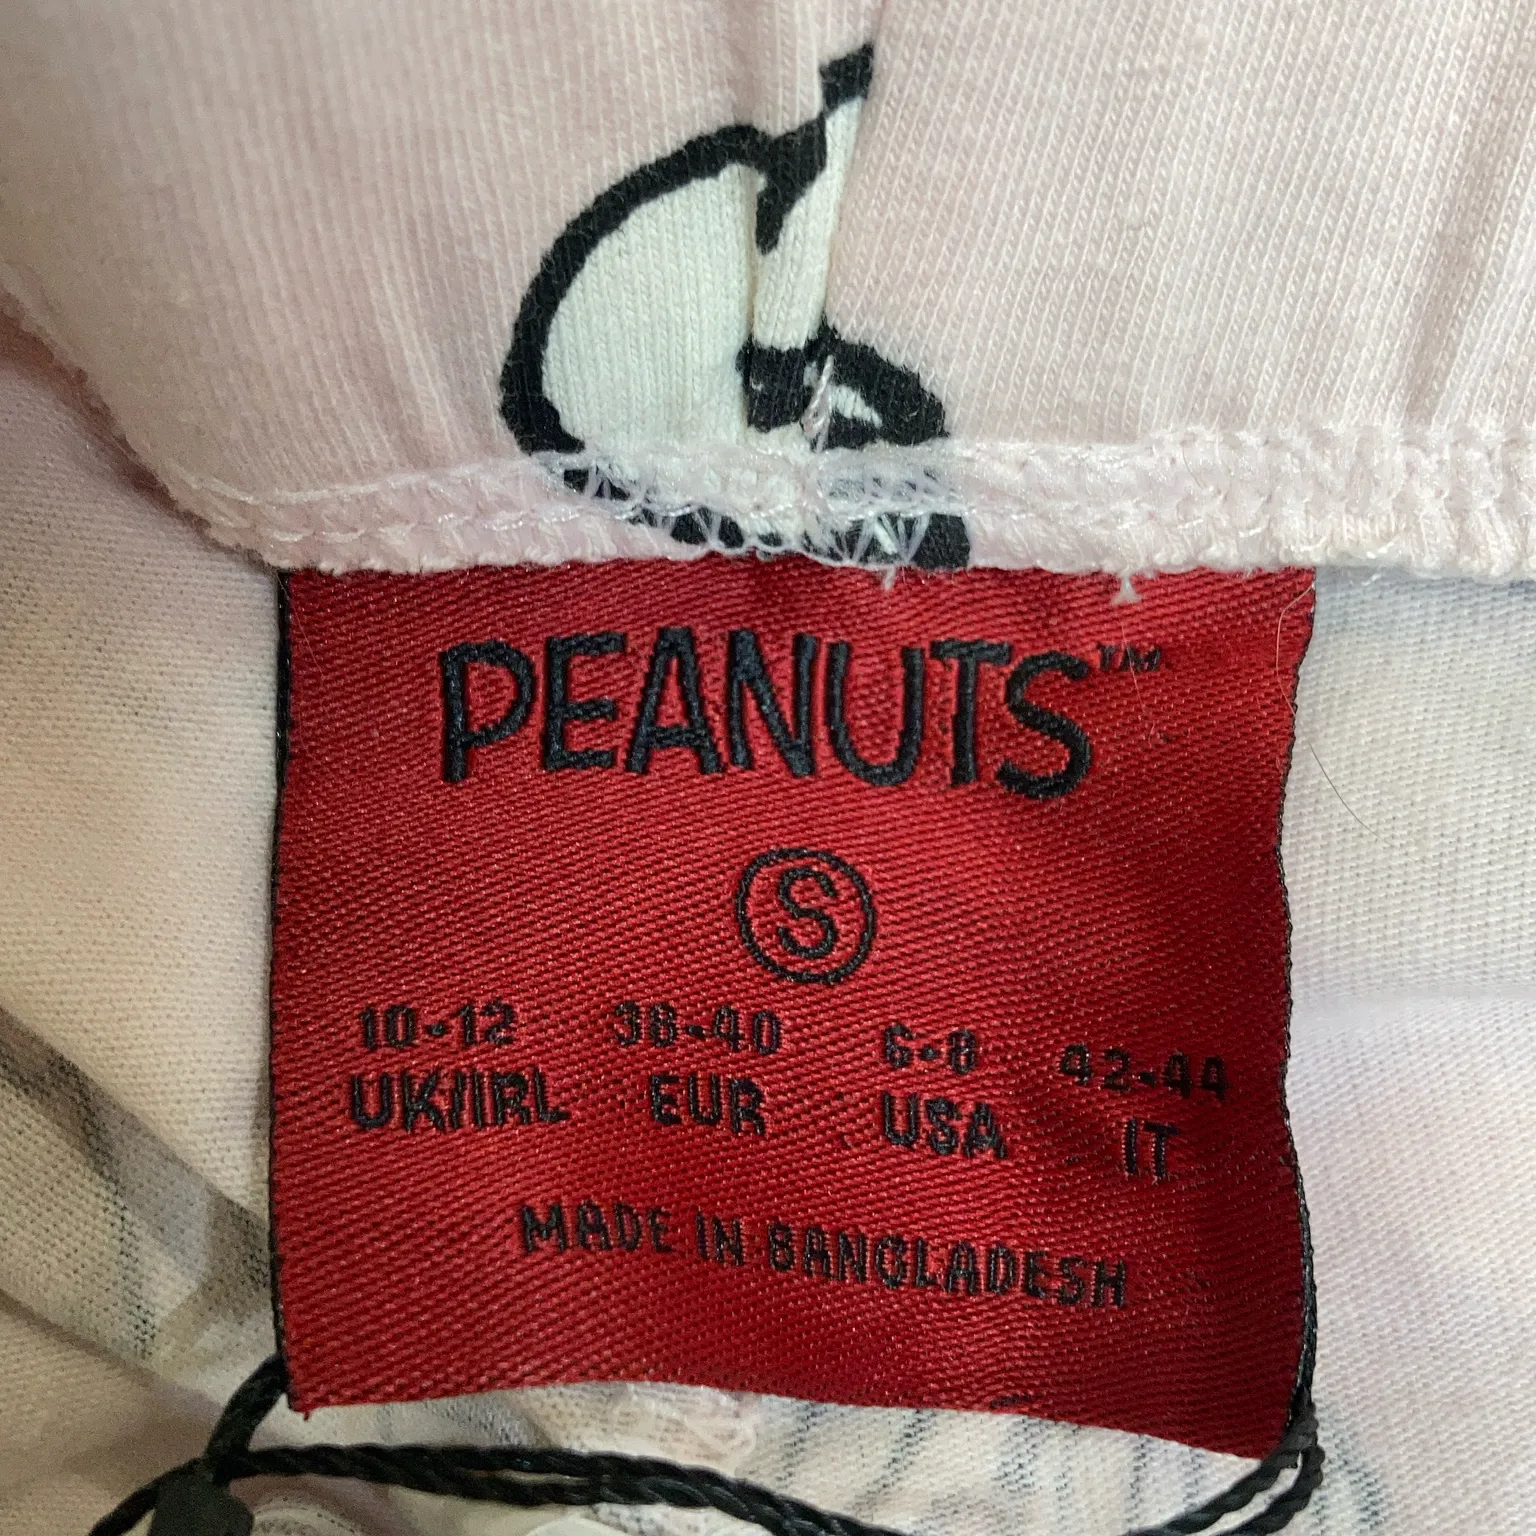 PEANUTS™
S
10-12 38-40 6-8 42-44
UK/IRL EUR USA IT
MADE IN BANGLADESH